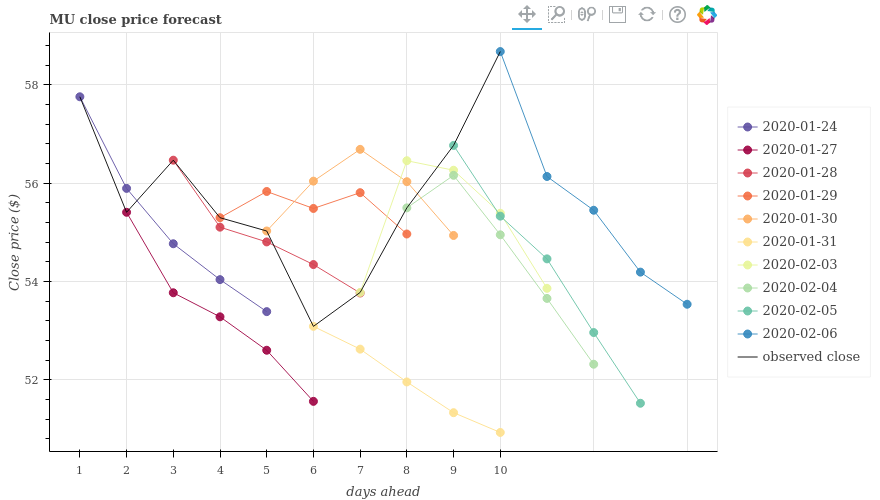 MU close price forecast
Close price ($)
58
56
54
52
1 2 3 4 5 6 7 8 9 10
days ahead
2020-01-24
2020-01-27
2020-01-28
2020-01-29
2020-01-30
2020-01-31
2020-02-03
2020-02-04
2020-02-05
2020-02-06
observed close